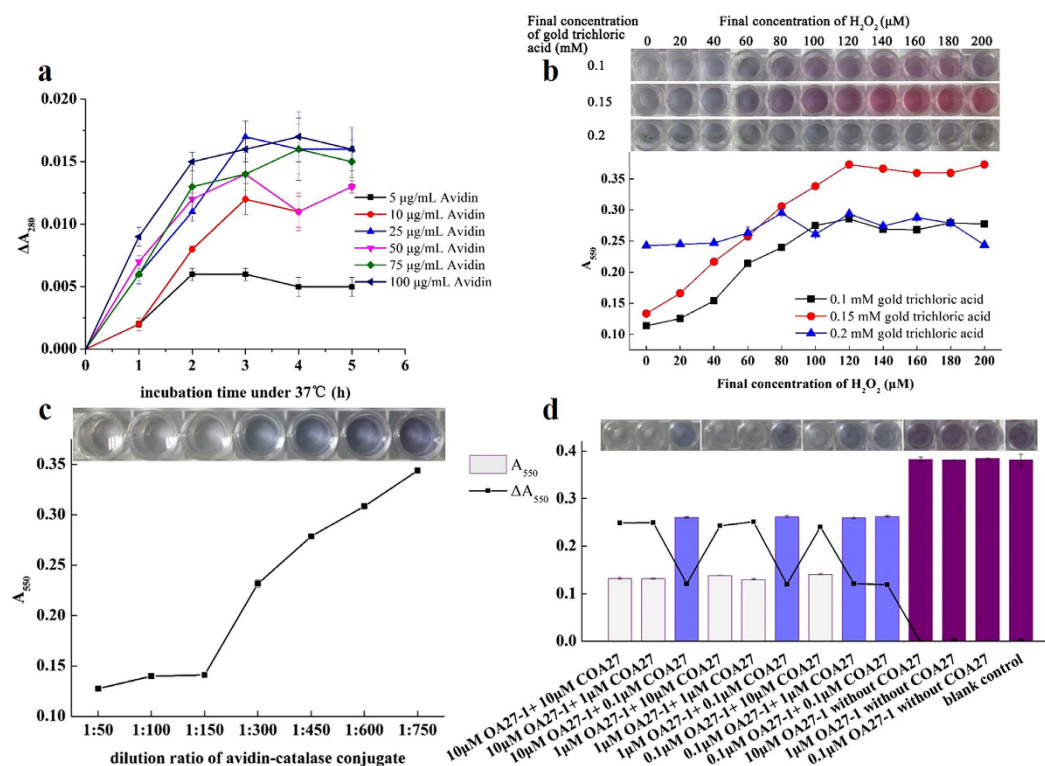 a
0.020
0.015
0.010
0.005
0.000
ΔA280
0 1 2 3 4 5 6
incubation time under 37℃ (h)
5 μg/mL Avidin
10 μg/mL Avidin
25 μg/mL Avidin
50 μg/mL Avidin
75 μg/mL Avidin
100 μg/mL Avidin
b
Final concentration
of gold trichloric
acid (mM)
Final concentration of H2O2 (μM)
0 20 40 60 80 100 120 140 160 180 200
0.1
0.15
0.2
0.35
0.30
0.25
0.20
0.15
0.10
A550
0.1 mM gold trichloric acid
0.15 mM gold trichloric acid
0.2 mM gold trichloric acid
0 20 40 60 80 100 120 140 160 180 200
Final concentration of H2O2 (μM)
c
0.35
0.30
0.25
0.20
0.15
0.10
A550
1:50 1:100 1:150 1:300 1:450 1:600 1:750
dilution ratio of avidin-catalase conjugate
d
A550
ΔA550
0.4
0.3
0.2
0.1
0.0
10μM OA27-1+ 10μM COA27
10μM OA27-1+ 1μM COA27
10μM OA27-1+ 0.1μM COA27
1μM OA27-1+ 10μM COA27
1μM OA27-1+ 1μM COA27
1μM OA27-1+ 0.1μM COA27
0.1μM OA27-1+ 10μM COA27
0.1μM OA27-1+ 1μM COA27
0.1μM OA27-1+ 0.1μM COA27
10μM OA27-1 without COA27
1μM OA27-1 without COA27
0.1μM OA27-1 without COA27
blank control